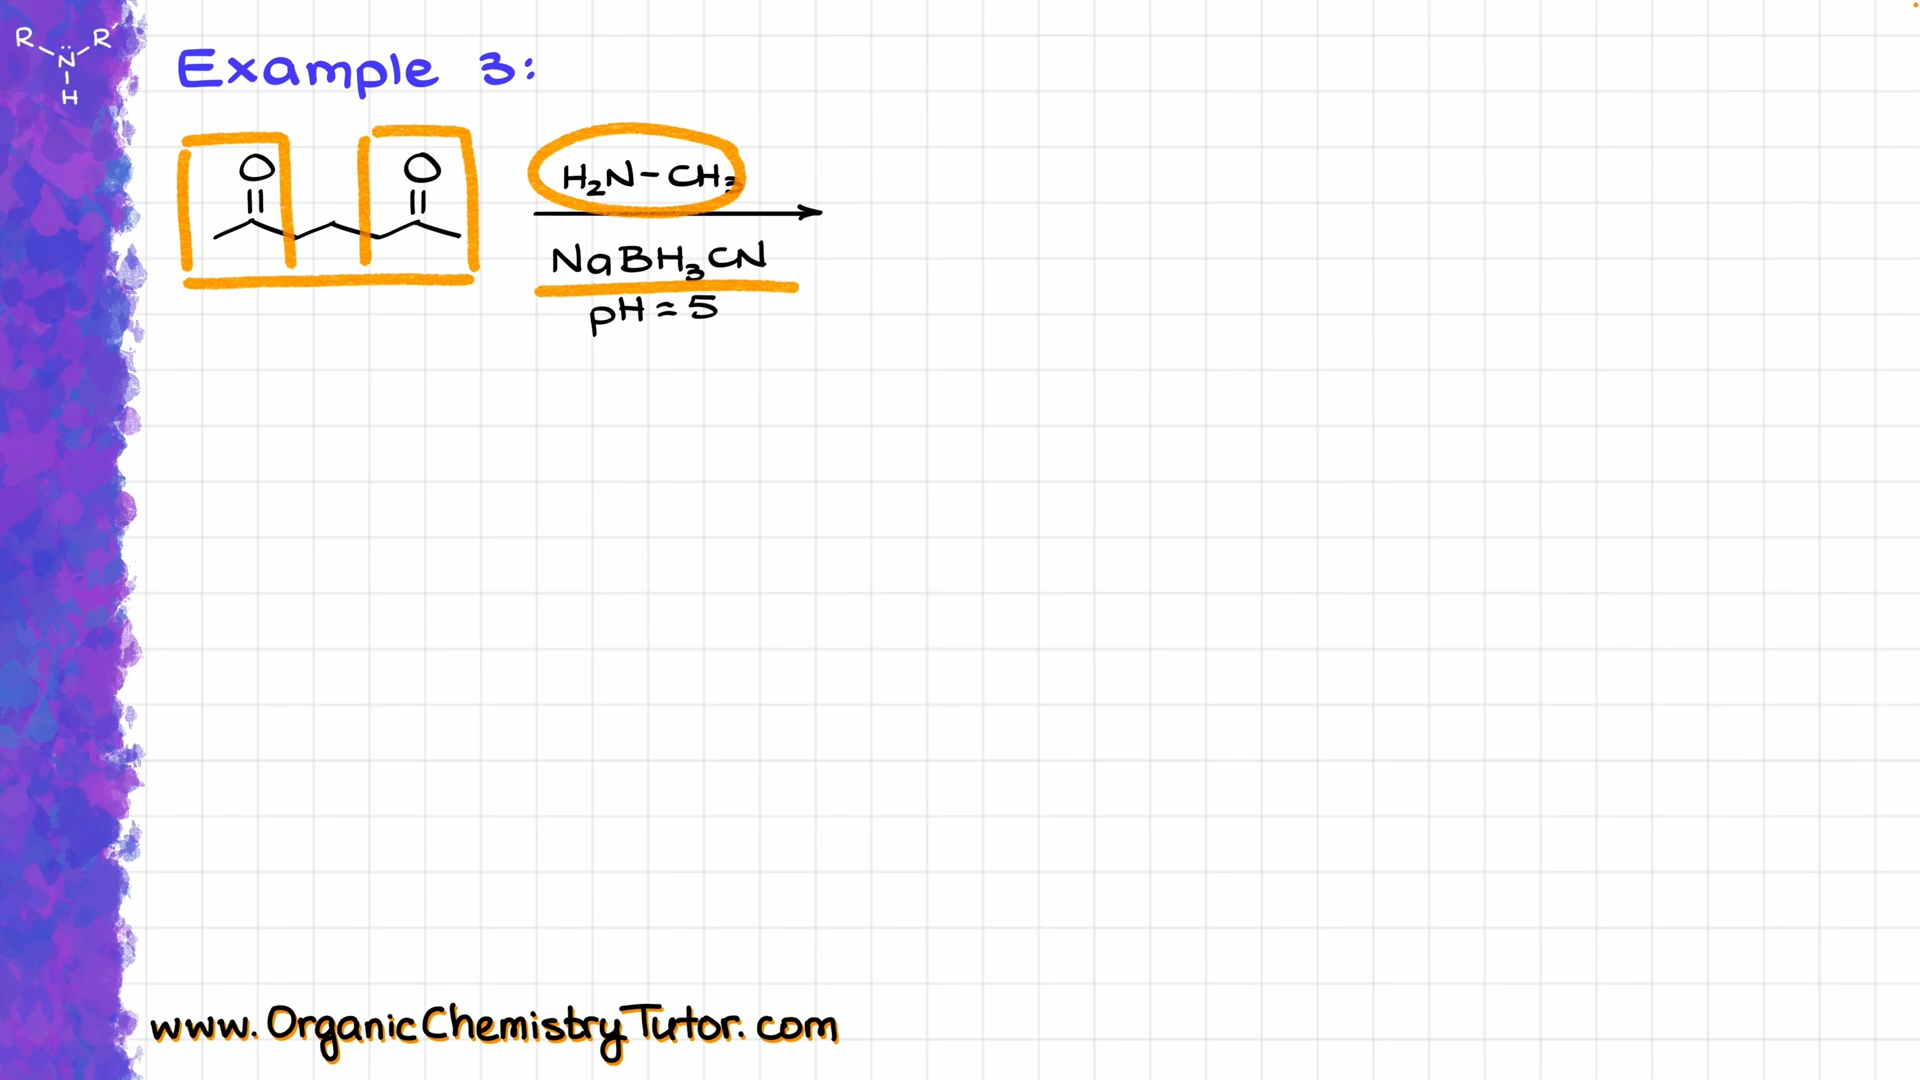 R R'
N̈
H
Example 3:
O O
H₂N-CH₃
NaBH₃CN
pH = 5
www.OrganicChemistryTutor.com